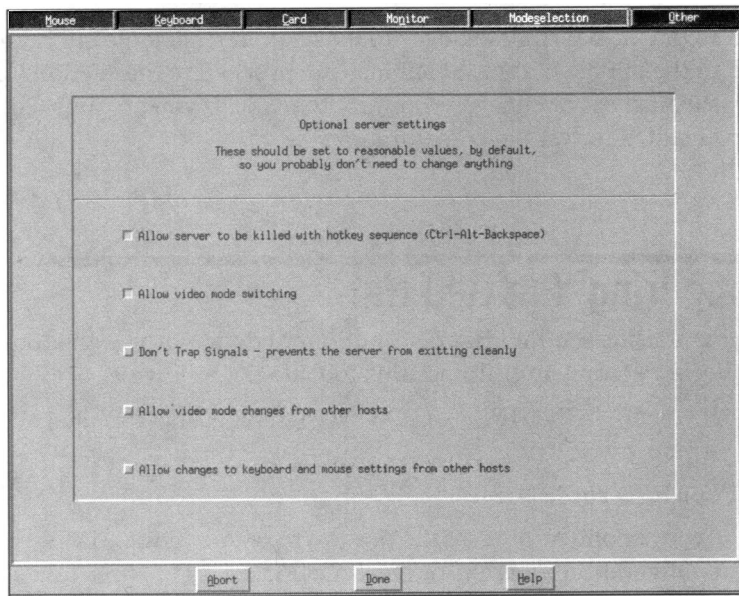 Mouse
Keyboard
Card
Monitor
Modeselection
Other
Optional server settings
These should be set to reasonable values, by default,
so you probably don't need to change anything
Allow server to be killed with hotkey sequence (Ctrl-Alt-Backspace)
Allow video mode switching
Don't Trap Signals - prevents the server from exitting cleanly
Allow video mode changes from other hosts
Allow changes to keyboard and mouse settings from other hosts
Abort
Done
Help